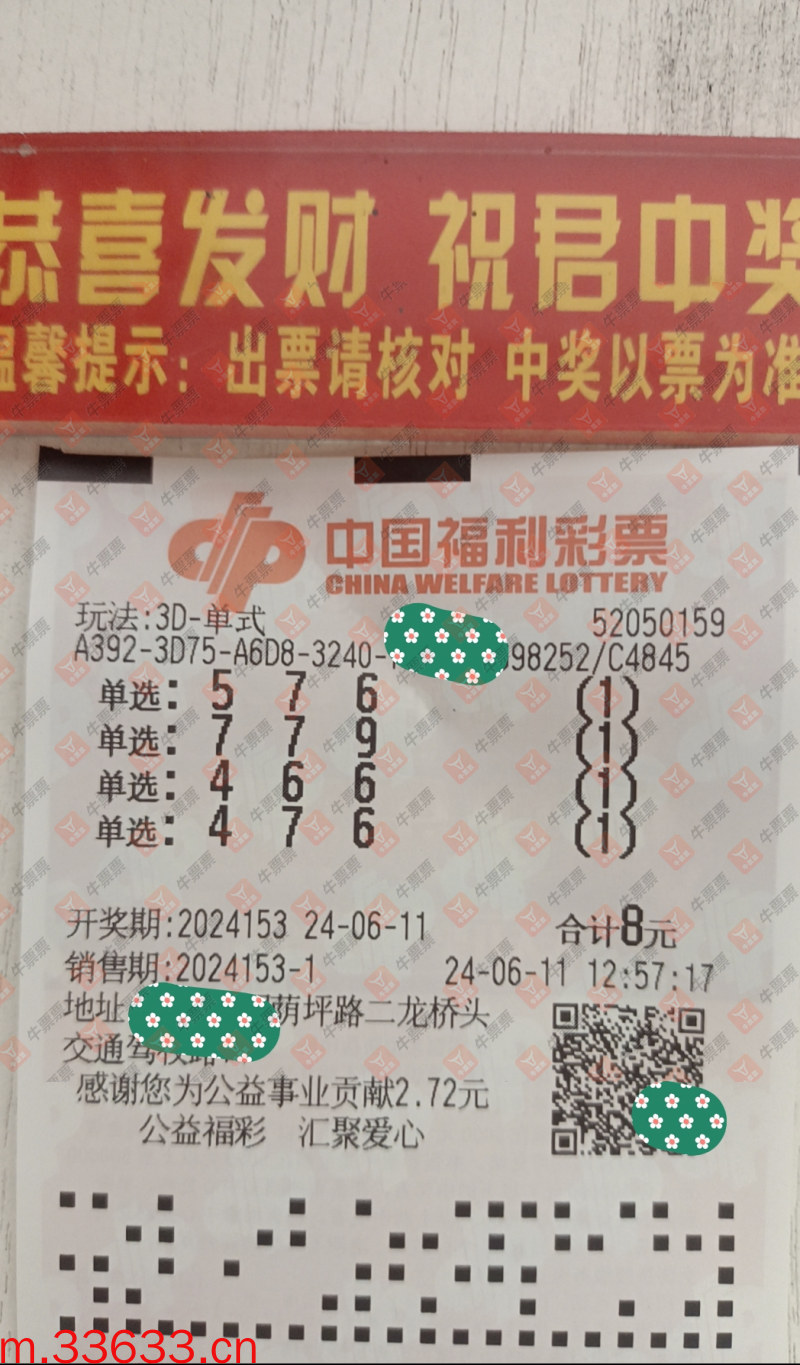 恭喜发财 祝君中奖
温馨提示：出票请核对 中奖以票为准
中国福利彩票
CHINA WELFARE LOTTERY
玩法:3D-单式 52050159
A392-3D75-A6D8-3240- 98252/C4845
单选: 5 7 6 (1)
单选: 7 7 9 (1)
单选: 4 6 6 (1)
单选: 4 7 6 (1)
开奖期:2024153 24-06-11 合计8元
销售期:2024153-1 24-06-11 12:57:17
地址 荫坪路二龙桥头
交通驾校路
感谢您为公益事业贡献2.72元
公益福彩 汇聚爱心
牛票票
m.33633.cn